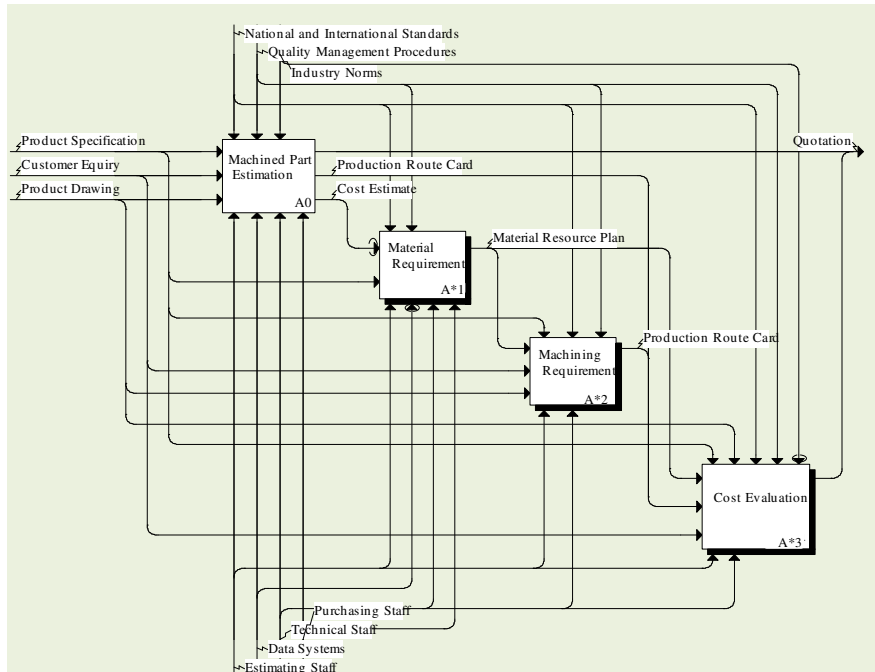 National and International Standards
Quality Management Procedures
Industry Norms
Product Specification
Quotation
Customer Equiry
Machined Part
Estimation
Production Route Card
Product Drawing
Cost Estimate
A0
Material
Requirement
A*1
Material Resource Plan
Production Route Card
Machining
Requirement
A*2
Cost Evaluation
A*3
Purchasing Staff
Technical Staff
Data Systems
Estimating Staff